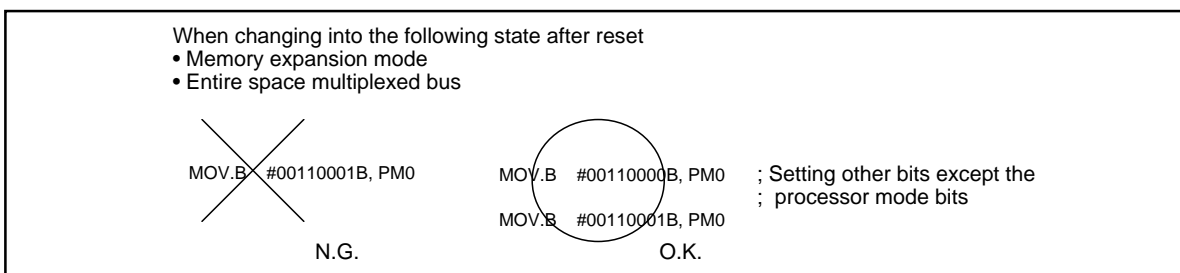 When changing into the following state after reset
• Memory expansion mode
• Entire space multiplexed bus
MOV.B #00110001B, PM0
N.G.
MOV.B #00110000B, PM0 ; Setting other bits except the
; processor mode bits
MOV.B #00110001B, PM0
O.K.